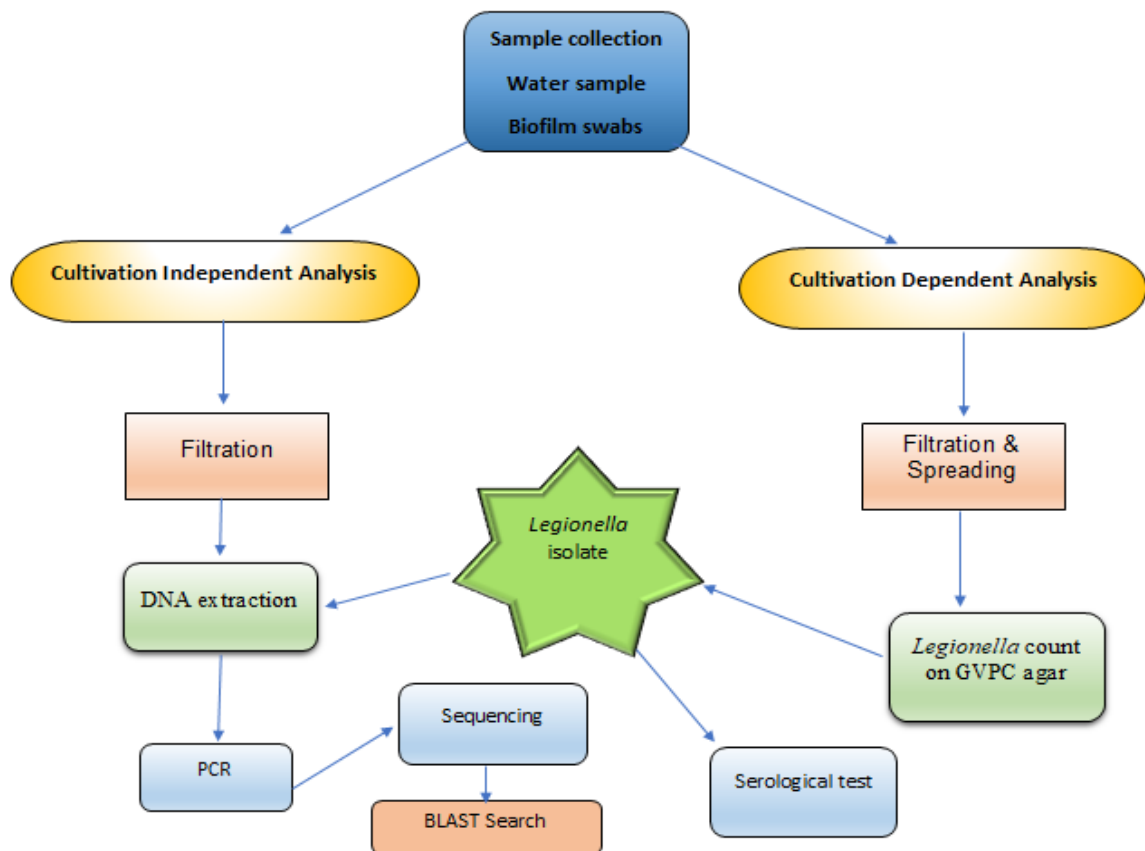 Sample collection
Water sample
Biofilm swabs
Cultivation Independent Analysis
Cultivation Dependent Analysis
Filtration
Filtration &
Spreading
Legionella
isolate
DNA extraction
Legionella count
on GVPC agar
Sequencing
PCR
Serological test
BLAST Search